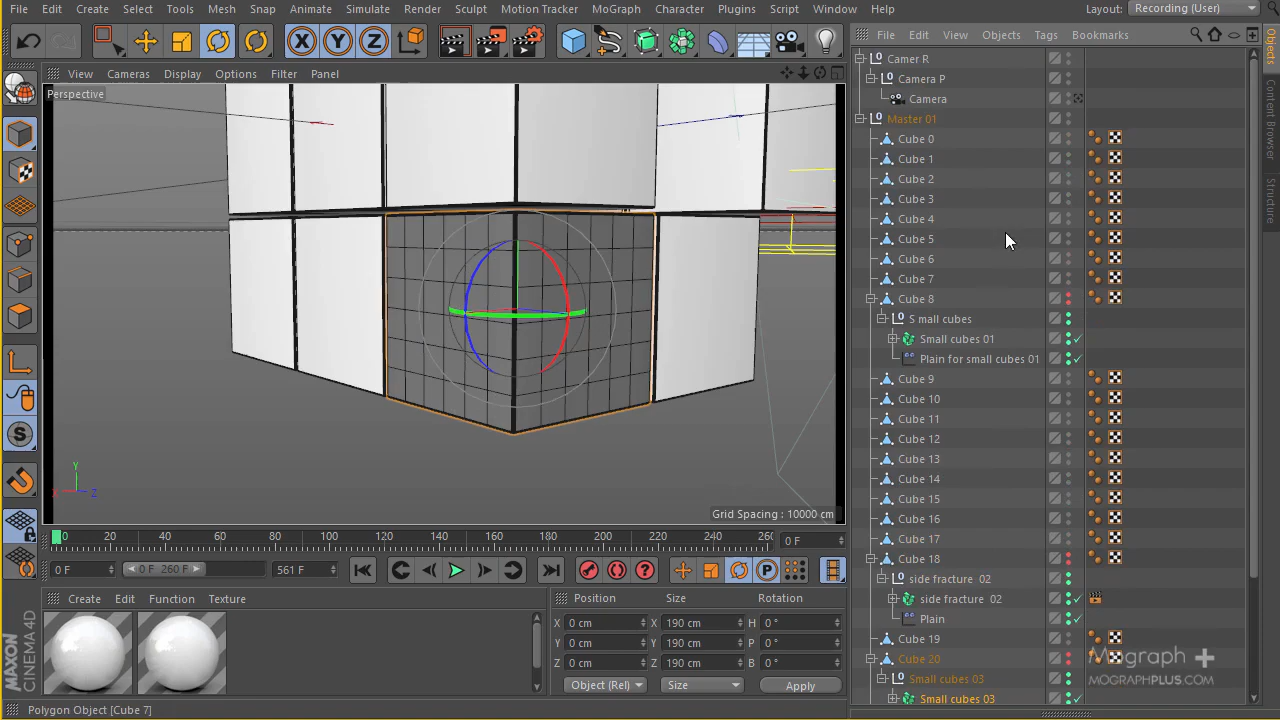 File Edit Create Select Tools Mesh Snap Animate Simulate Render Sculpt Motion Tracker MoGraph Character Plugins Script Window Help Layout: Recording (User)
File Edit View Objects Tags Bookmarks
View Cameras Display Options Filter Panel
Perspective
Camer R
Camera P
Camera
Master 01
Cube 0
Cube 1
Cube 2
Cube 3
Cube 4
Cube 5
Cube 6
Cube 7
Cube 8
S mall cubes
Small cubes 01
Plain for small cubes 01
Cube 9
Cube 10
Cube 11
Cube 12
Cube 13
Cube 14
Cube 15
Cube 16
Cube 17
Cube 18
side fracture 02
side fracture 02
Plain
Cube 19
Cube 20
Small cubes 03
Small cubes 03
Objects
Content Browser
Structure
X Y Z
Y
X Z
Grid Spacing : 10000 cm
0 20 40 60 80 100 120 140 160 180 200 220 240 260 0 F
0 F 0 F 260 F 561 F
Create Edit Function Texture
Position Size Rotation
X 0 cm X 190 cm H 0 °
Y 0 cm Y 190 cm P 0 °
Z 0 cm Z 190 cm B 0 °
Object (Rel) Size Apply
MAXON
CINEMA 4D
Polygon Object [Cube 7]
Mograph +
MOGRAPHPLUS.COM